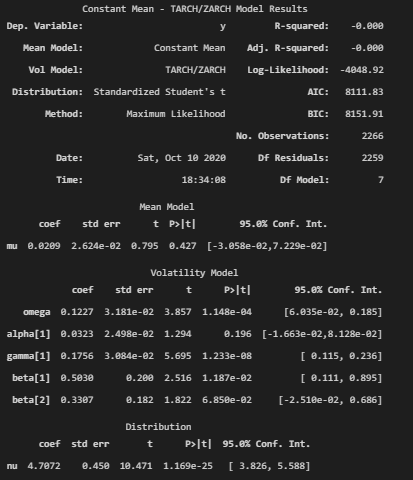 Constant Mean - TARCH/ZARCH Model Results
Dep. Variable: y R-squared: -0.000
Mean Model: Constant Mean Adj. R-squared: -0.000
Vol Model: TARCH/ZARCH Log-Likelihood: -4048.92
Distribution: Standardized Student's t AIC: 8111.83
Method: Maximum Likelihood BIC: 8151.91
No. Observations: 2266
Date: Sat, Oct 10 2020 Df Residuals: 2259
Time: 18:34:08 Df Model: 7
Mean Model
coef std err t P>|t| 95.0% Conf. Int.
mu 0.0209 2.624e-02 0.795 0.427 [-3.058e-02,7.229e-02]
Volatility Model
coef std err t P>|t| 95.0% Conf. Int.
omega 0.1227 3.181e-02 3.857 1.148e-04 [6.035e-02, 0.185]
alpha[1] 0.0323 2.498e-02 1.294 0.196 [-1.663e-02,8.128e-02]
gamma[1] 0.1756 3.084e-02 5.695 1.233e-08 [ 0.115, 0.236]
beta[1] 0.5030 0.200 2.516 1.187e-02 [ 0.111, 0.895]
beta[2] 0.3307 0.182 1.822 6.850e-02 [-2.510e-02, 0.686]
Distribution
coef std err t P>|t| 95.0% Conf. Int.
nu 4.7072 0.450 10.471 1.169e-25 [ 3.826, 5.588]